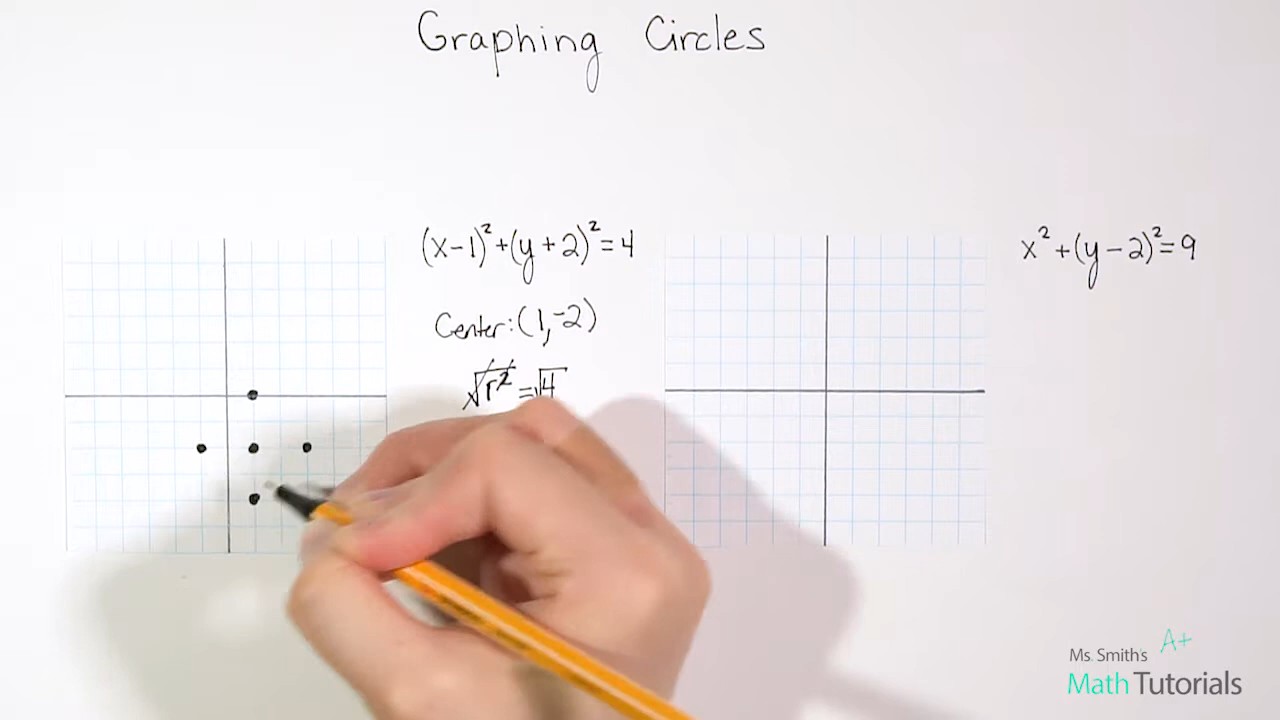 Graphing Circles
(x-1)²+(y+2)²=4
Center:(1,-2)
√r²=√4
x²+(y-2)²=9
Ms. Smith's A+
Math Tutorials